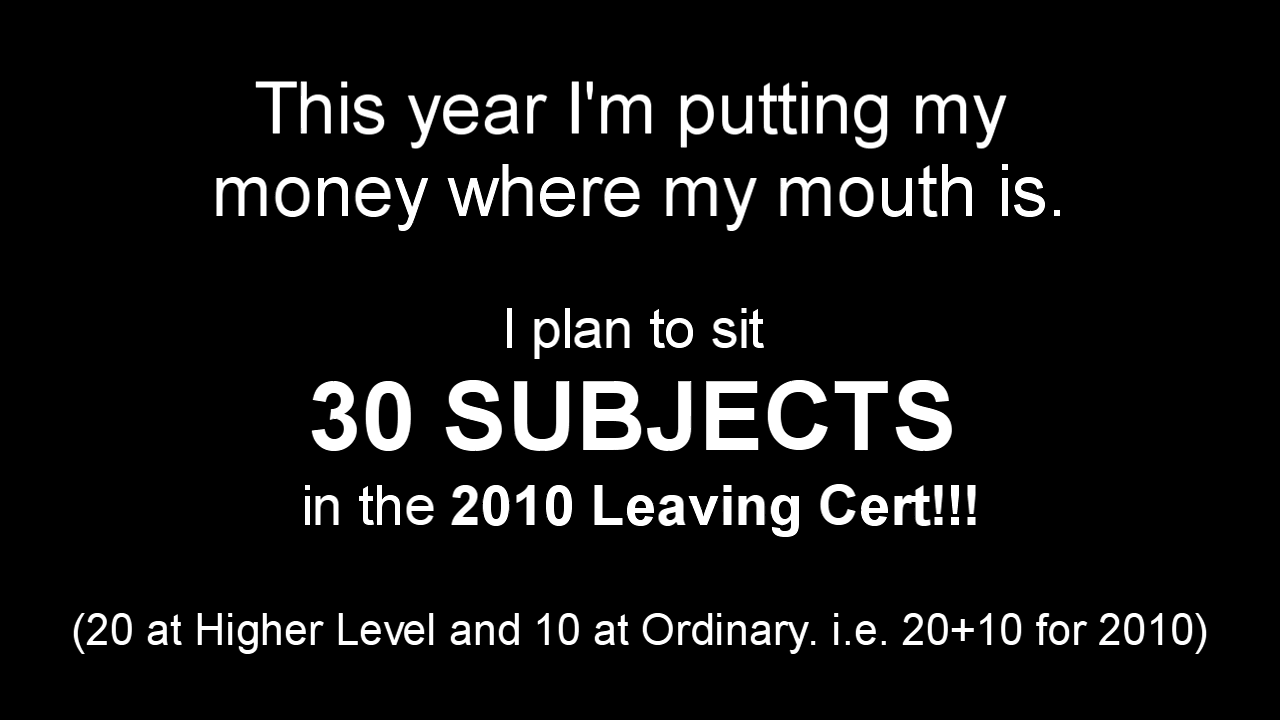 This year I'm putting my
money where my mouth is.
I plan to sit
30 SUBJECTS
in the 2010 Leaving Cert!!!
(20 at Higher Level and 10 at Ordinary. i.e. 20+10 for 2010)